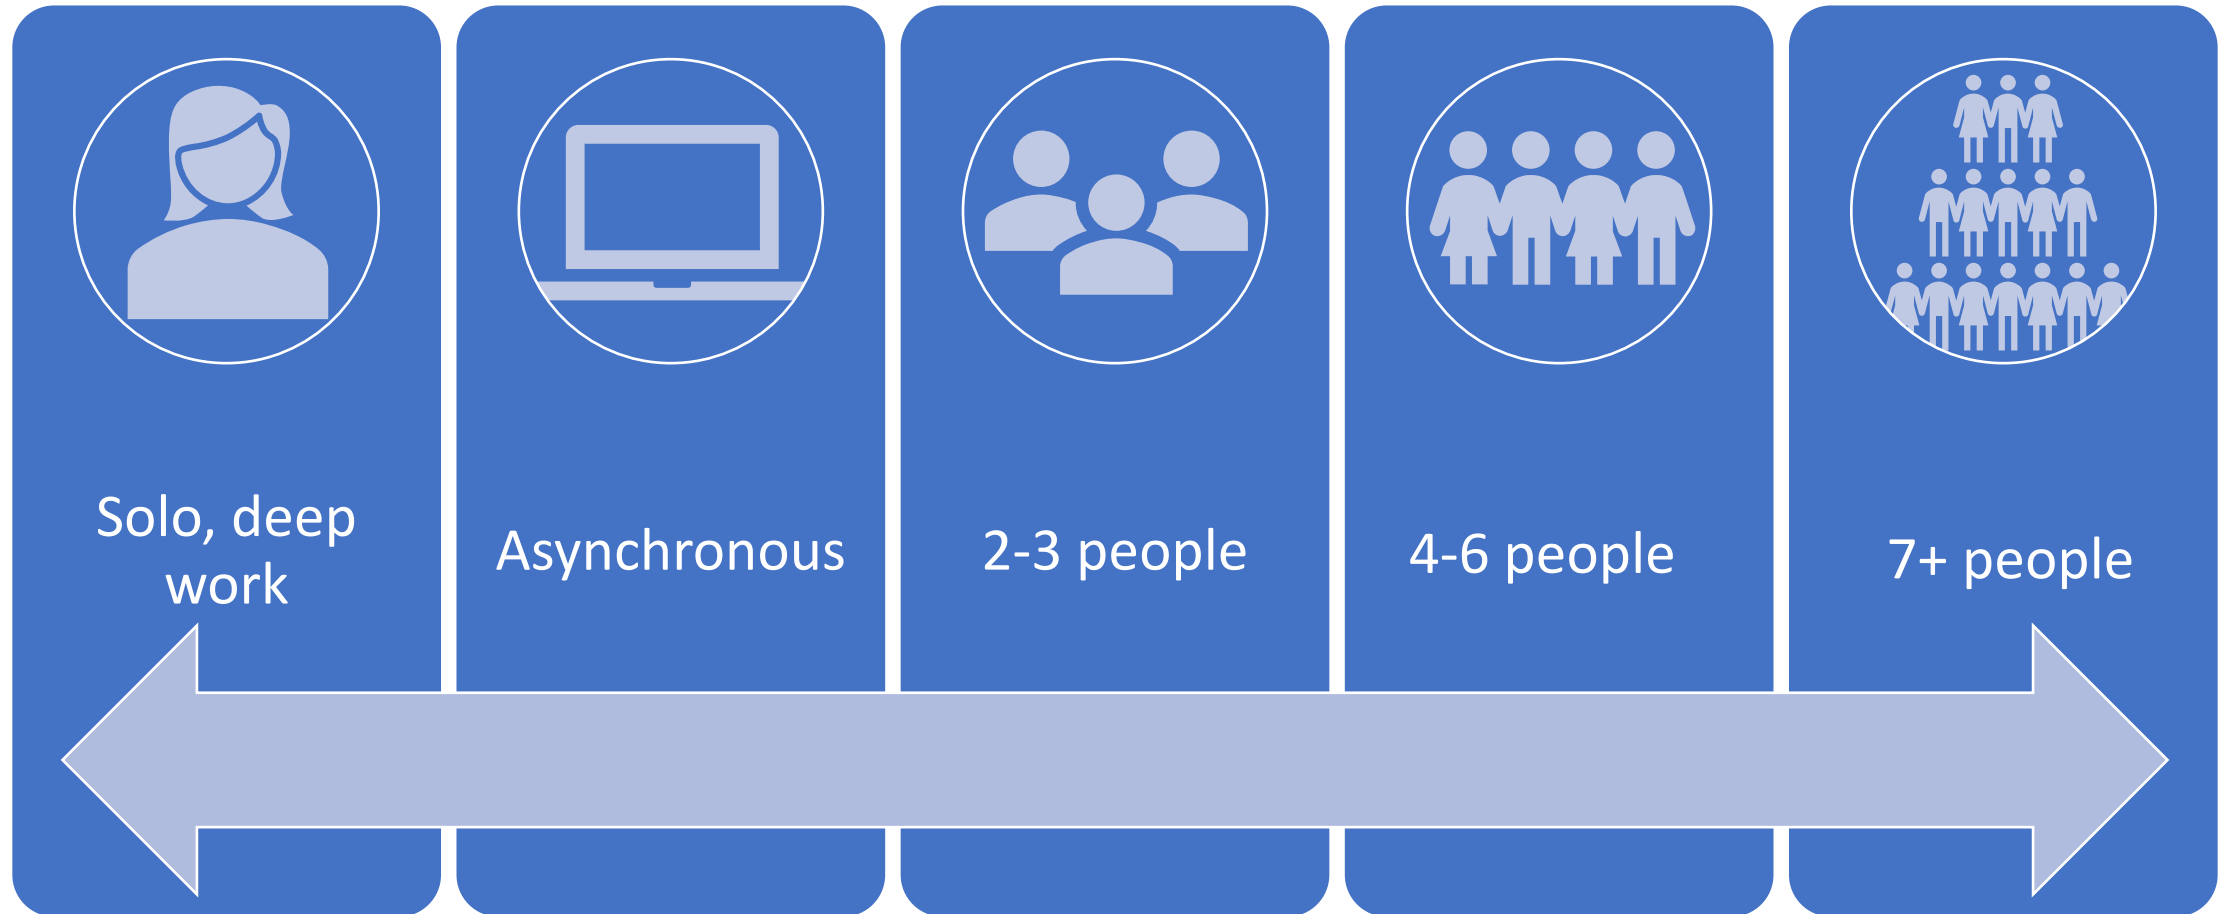 Solo, deep
work
Asynchronous
2-3 people
4-6 people
7+ people